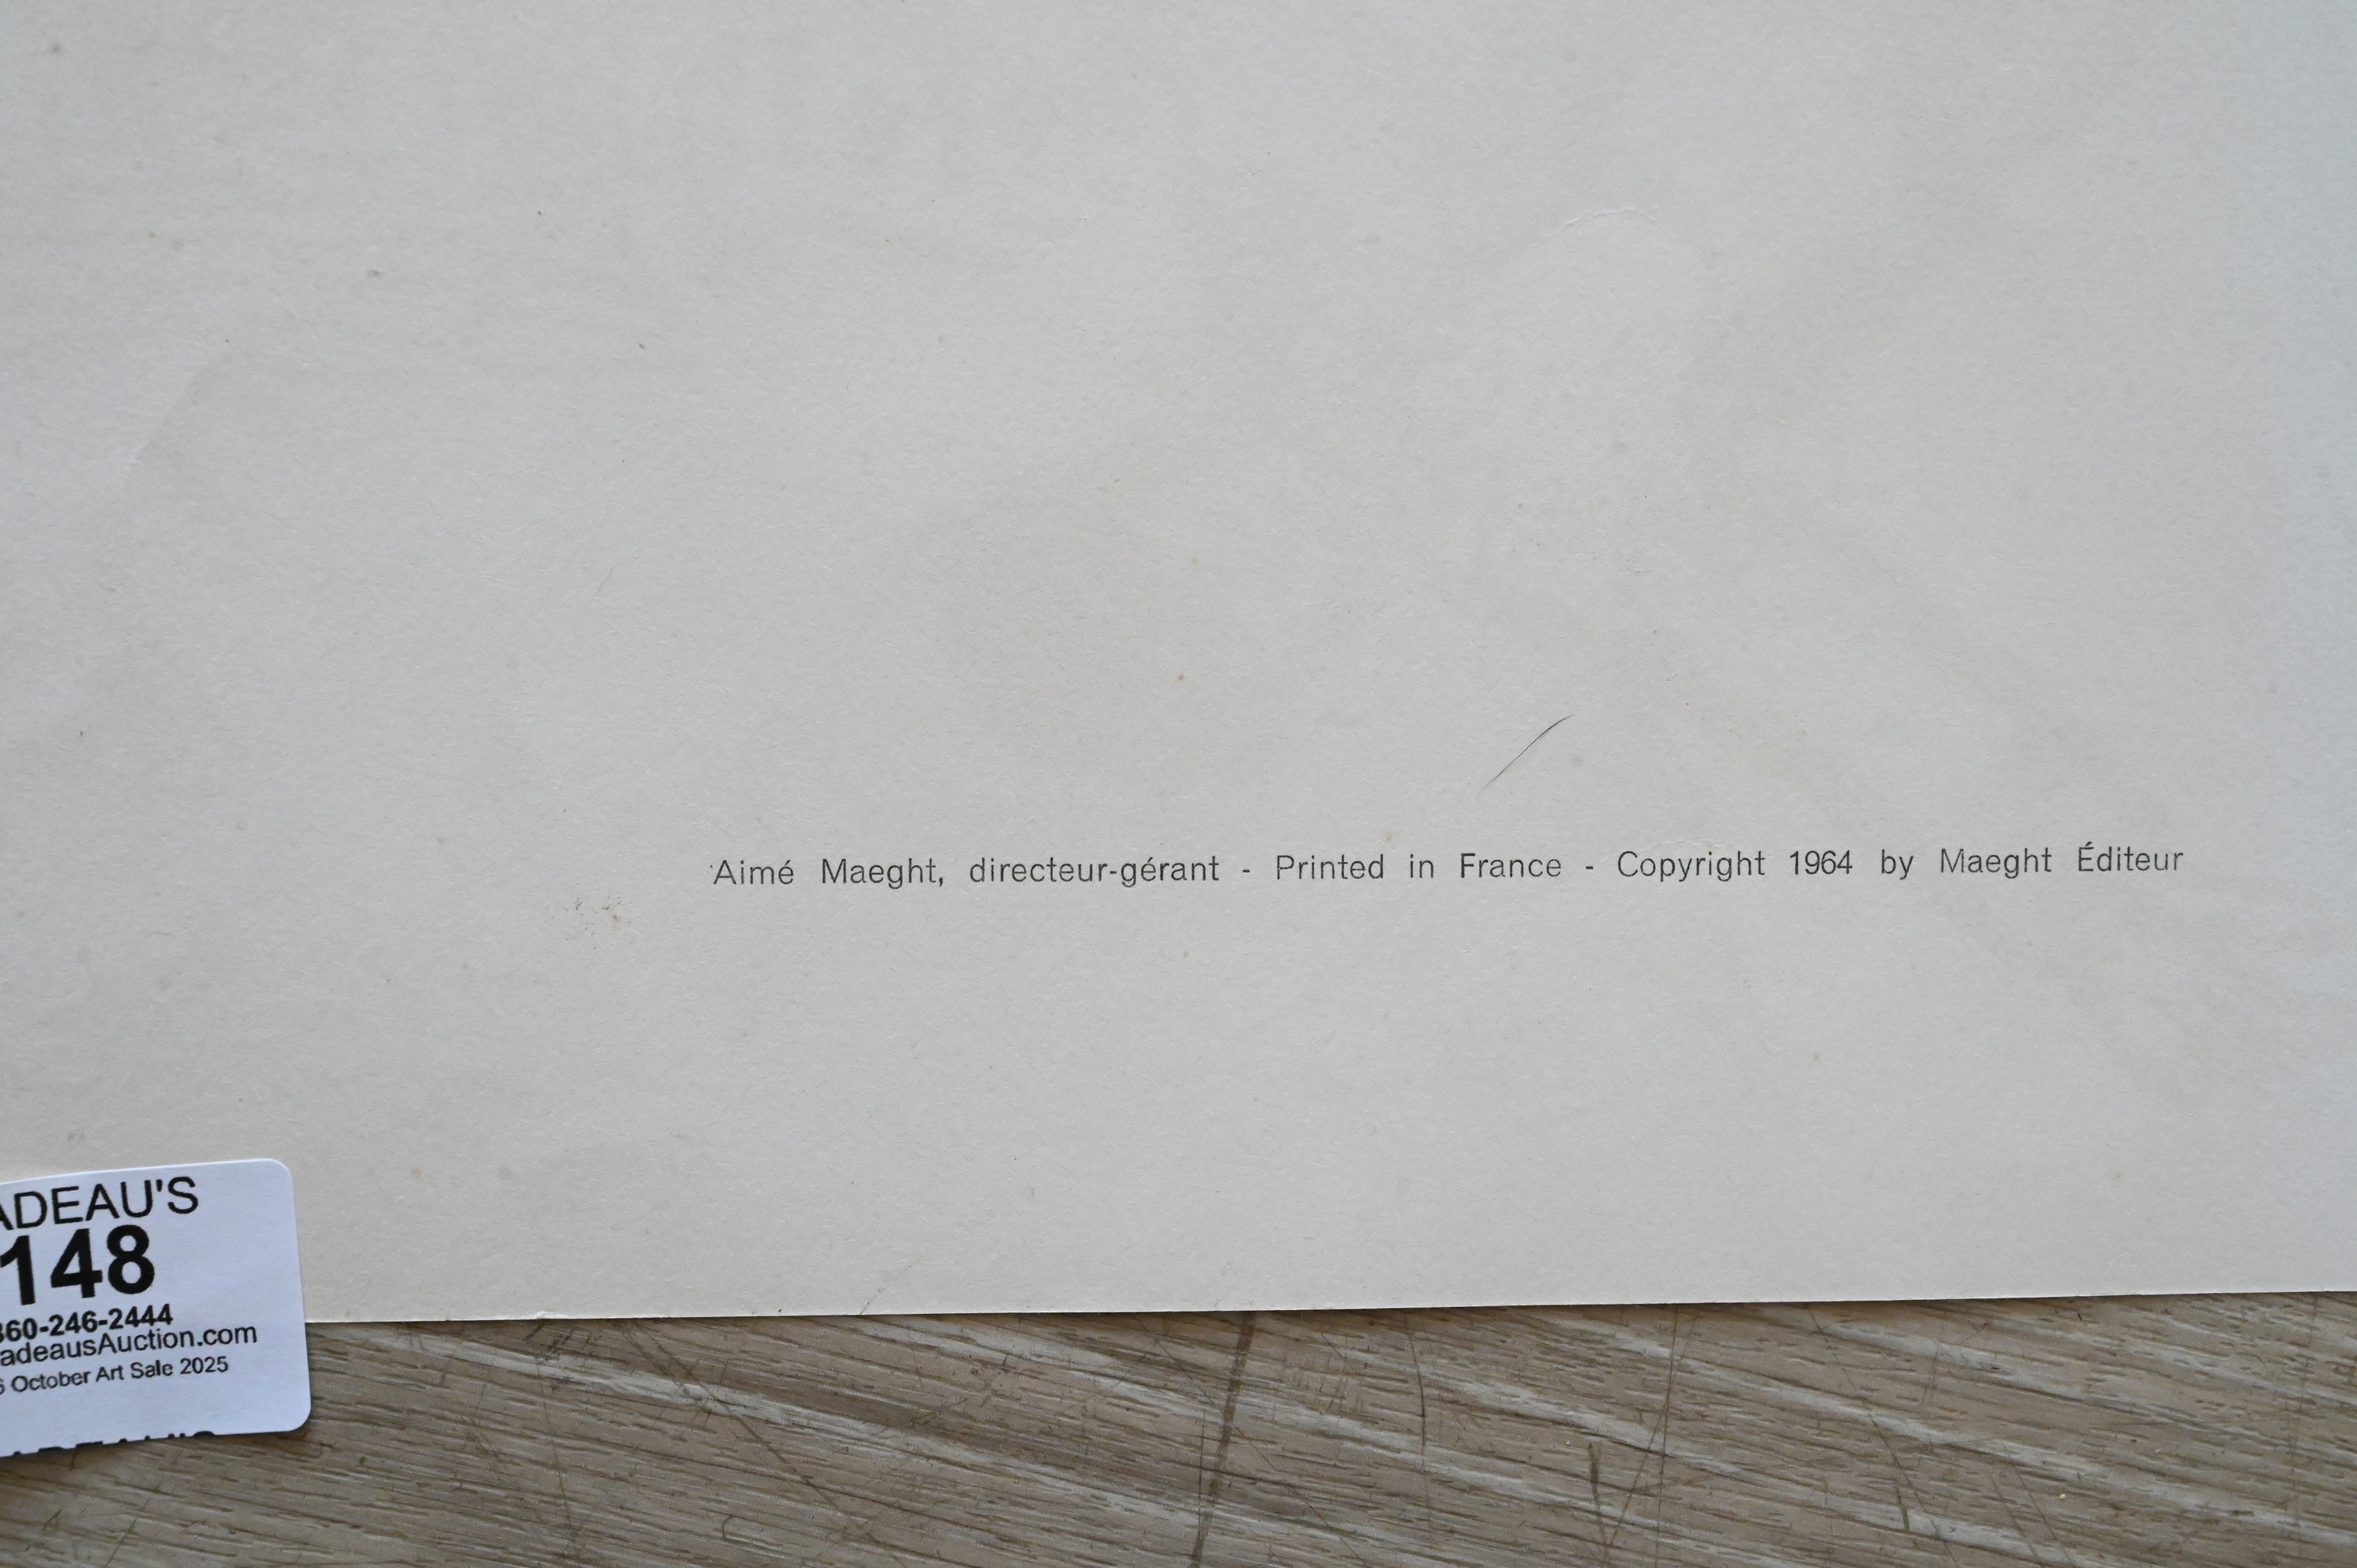 Aimé Maeght, directeur-gérant - Printed in France - Copyright 1964 by Maeght Éditeur
ADEAU'S
148
860-246-2444
adeausAuction.com
October Art Sale 2025